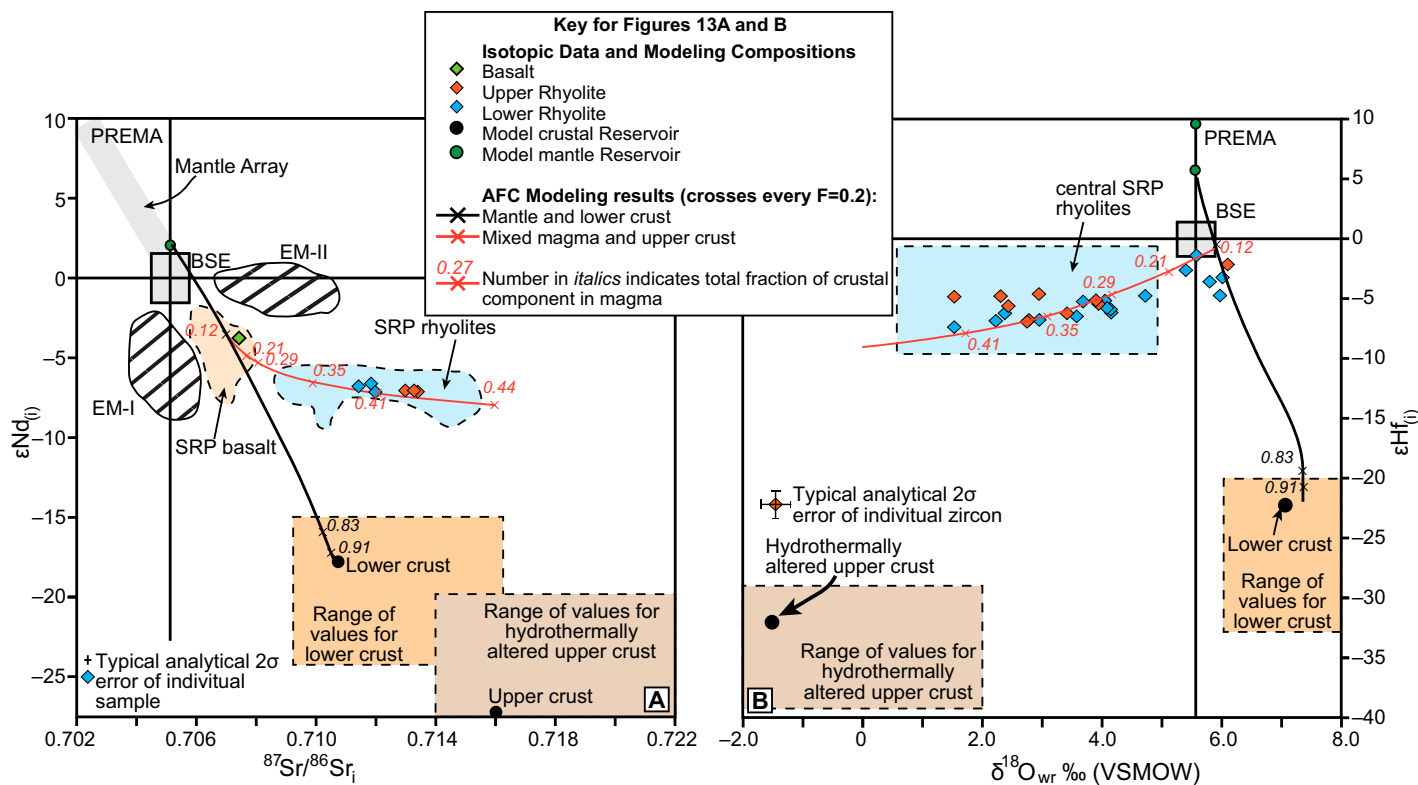 Key for Figures 13A and B
Isotopic Data and Modeling Compositions
Basalt
Upper Rhyolite
Lower Rhyolite
Model crustal Reservoir
Model mantle Reservoir
AFC Modeling results (crosses every F=0.2):
Mantle and lower crust
Mixed magma and upper crust
0.27
Number in italics indicates total fraction of crustal
component in magma
10
5
0
–5
–10
–15
–20
–25
εNd(i)
PREMA
Mantle Array
BSE
EM-II
SRP rhyolites
0.12
0.21
0.29
0.35
0.41
0.44
EM-I
SRP basalt
0.83
0.91
Lower crust
Range of
values for
lower crust
Range of values for
hydrothermally
altered upper crust
Upper crust
Typical analytical 2σ
error of indivitual
sample
A
0.702
0.706
0.710
0.714
0.718
0.722
87Sr/86Sri
PREMA
central SRP
rhyolites
BSE
0.12
0.21
0.29
0.35
0.41
0.83
0.91
Typical analytical 2σ
error of indivitual zircon
Hydrothermally
altered upper crust
Range of values for
hydrothermally
altered upper crust
Lower crust
Range of
values for
lower crust
B
10
5
0
–5
–10
–15
–20
–25
–30
–35
–40
εHf(i)
–2.0
0
2.0
4.0
6.0
8.0
δ18Owr ‰ (VSMOW)